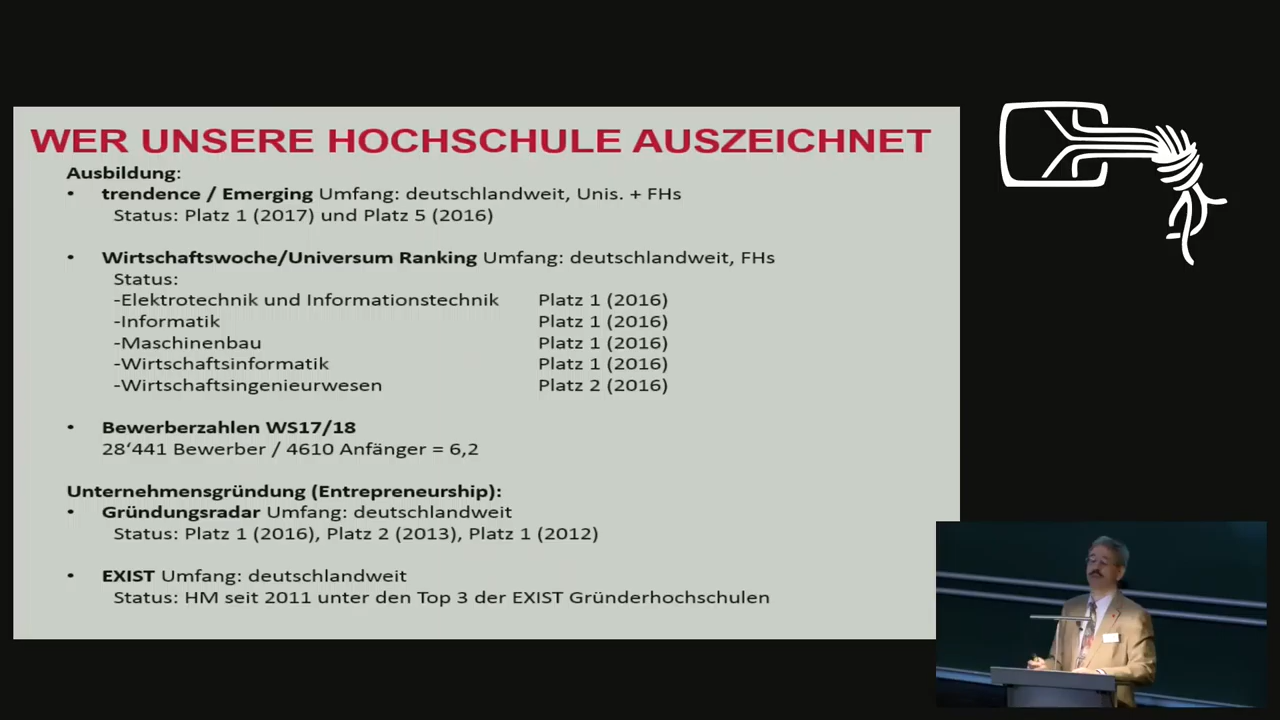 WER UNSERE HOCHSCHULE AUSZEICHNET
Ausbildung:
• trendence / Emerging Umfang: deutschlandweit, Unis. + FHs
Status: Platz 1 (2017) und Platz 5 (2016)
• Wirtschaftswoche/Universum Ranking Umfang: deutschlandweit, FHs
Status:
-Elektrotechnik und Informationstechnik Platz 1 (2016)
-Informatik Platz 1 (2016)
-Maschinenbau Platz 1 (2016)
-Wirtschaftsinformatik Platz 1 (2016)
-Wirtschaftsingenieurwesen Platz 2 (2016)
• Bewerberzahlen WS17/18
28‘441 Bewerber / 4610 Anfänger = 6,2
Unternehmensgründung (Entrepreneurship):
• Gründungsradar Umfang: deutschlandweit
Status: Platz 1 (2016), Platz 2 (2013), Platz 1 (2012)
• EXIST Umfang: deutschlandweit
Status: HM seit 2011 unter den Top 3 der EXIST Gründerhochschulen